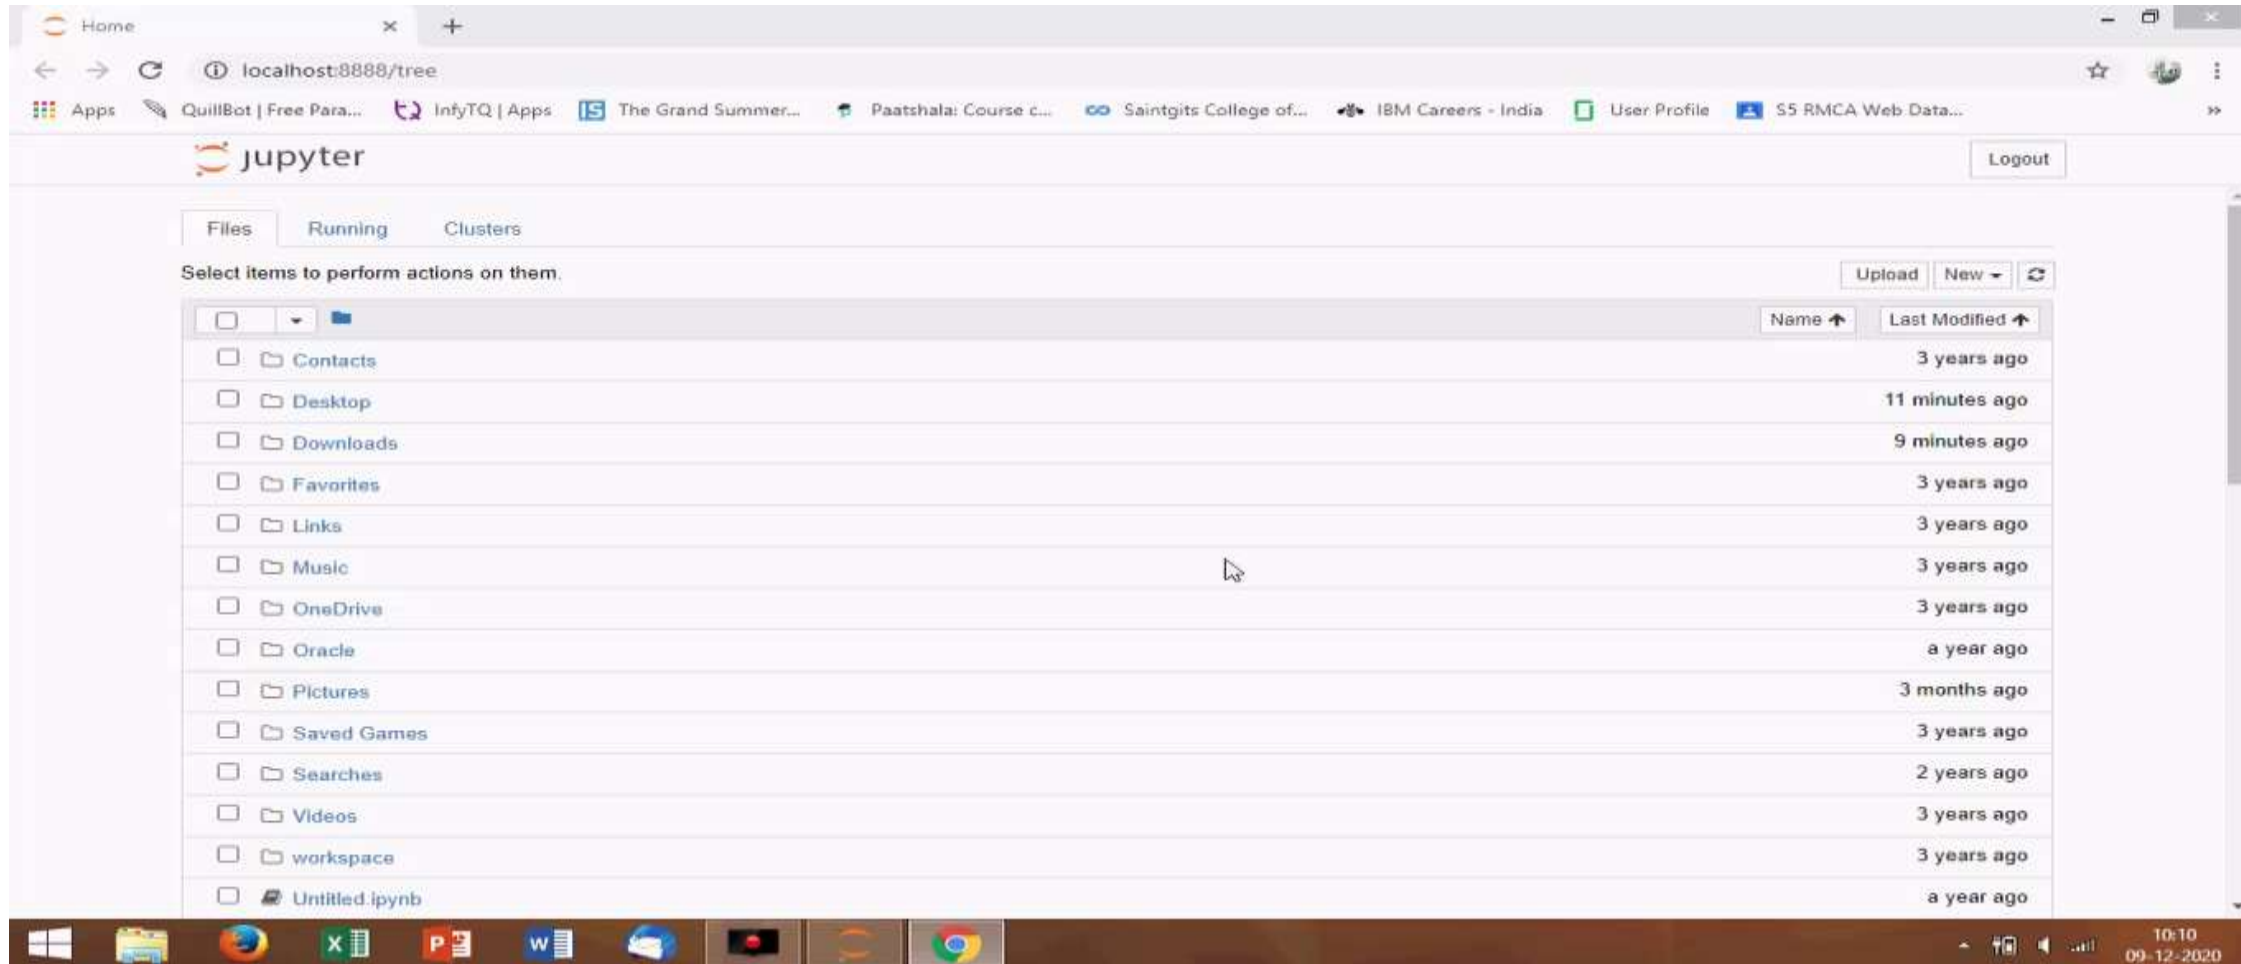 Home
localhost:8888/tree
Apps QuillBot | Free Para... InfyTQ | Apps The Grand Summer... Paatshala: Course c... Saintgits College of... IBM Careers - India User Profile S5 RMCA Web Data... »
jupyter Logout
Files Running Clusters
Select items to perform actions on them. Upload New
Name Last Modified
Contacts 3 years ago
Desktop 11 minutes ago
Downloads 9 minutes ago
Favorites 3 years ago
Links 3 years ago
Music 3 years ago
OneDrive 3 years ago
Oracle a year ago
Pictures 3 months ago
Saved Games 3 years ago
Searches 2 years ago
Videos 3 years ago
workspace 3 years ago
Untitled.ipynb a year ago
10:10
09-12-2020